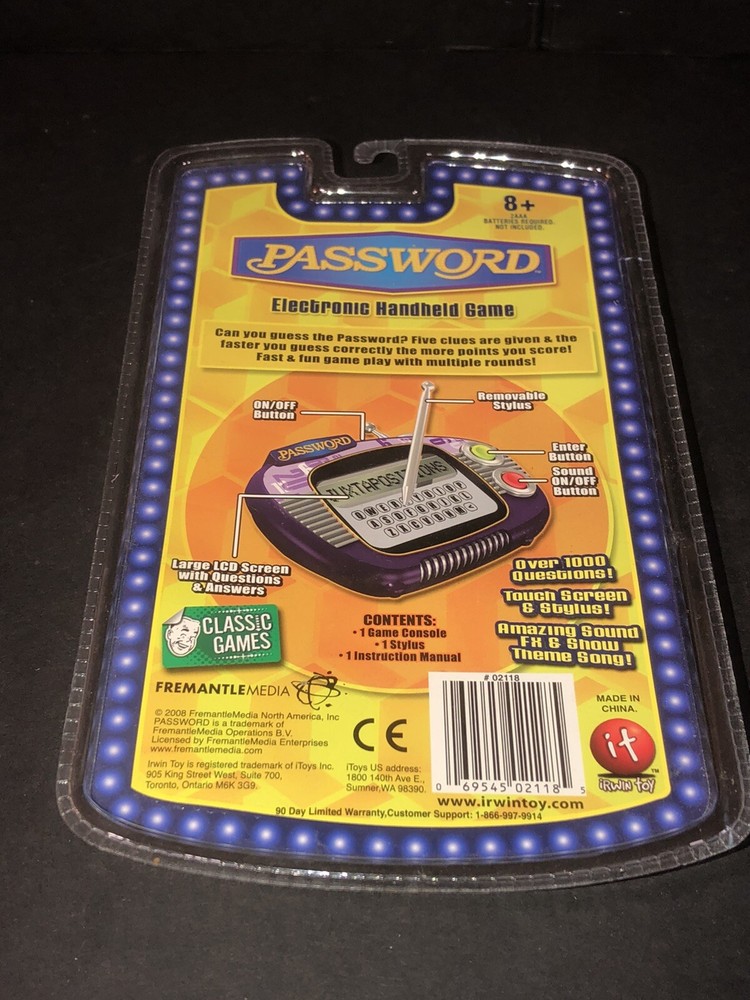 8+
2AAA
BATTERIES REQUIRED.
NOT INCLUDED.
PASSWORD™
Electronic Handheld Game
Can you guess the Password? Five clues are given & the
faster you guess correctly the more points you score!
Fast & fun game play with multiple rounds!
ON/OFF
Button
Removable
Stylus
Enter
Button
Sound
ON/OFF
Button
PASSWORD
JUXTAPOSITIONS
Large LCD Screen
with Questions
& Answers
Over 1000
Questions!
Touch Screen
& Stylus!
Amazing Sound
FX & Show
Theme Song!
CLASSIC
GAMES
CONTENTS:
• 1 Game Console
• 1 Stylus
• 1 Instruction Manual
FREMANTLEMEDIA
© 2008 FremantleMedia North America, Inc
PASSWORD is a trademark of
FremantleMedia Operations B.V.
Licensed by FremantleMedia Enterprises
www.fremantlemedia.com
CE
Irwin Toy is registered trademark of iToys Inc.
905 King Street West, Suite 700,
Toronto, Ontario M6K 3G9.
iToys US address:
1800 140th Ave E.,
Sumner,WA 98390.
# 02118
0 69545 02118 5
www.irwintoy.com
MADE IN
CHINA.
it
IRWIN TOY™
90 Day Limited Warranty,Customer Support: 1-866-997-9914